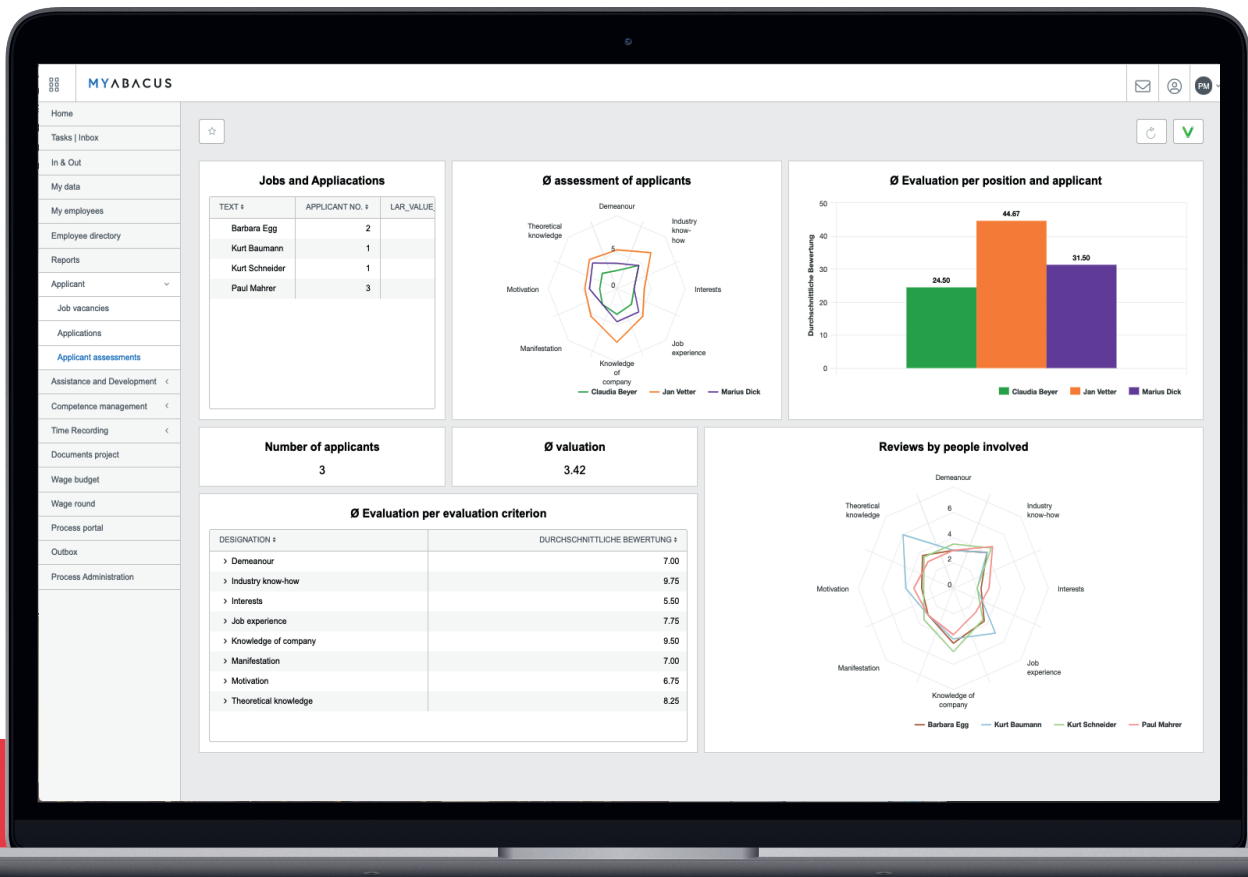 MYABACUS
PM
Home
Tasks | Inbox
In & Out
My data
My employees
Employee directory
Reports
Applicant
Job vacancies
Applications
Applicant assessments
Assistance and Development
Competence management
Time Recording
Documents project
Wage budget
Wage round
Process portal
Outbox
Process Administration
Jobs and Appliacations
TEXT APPLICANT NO. LAR_VALUE_
Barbara Egg 2
Kurt Baumann 1
Kurt Schneider 1
Paul Mahrer 3
Ø assessment of applicants
Demeanour
Industry
know-
how
Interests
Job
experience
Knowledge
of
company
Manifestation
Motivation
Theoretical
knowledge
5
0
Claudia Beyer Jan Vetter Marius Dick
Ø Evaluation per position and applicant
Durchschnittliche Bewertung
50
40
30
20
10
0
24.50
44.67
31.50
Claudia Beyer Jan Vetter Marius Dick
Number of applicants
3
Ø valuation
3.42
Ø Evaluation per evaluation criterion
DESIGNATION DURCHSCHNITTLICHE BEWERTUNG
Demeanour 7.00
Industry know-how 9.75
Interests 5.50
Job experience 7.75
Knowledge of company 9.50
Manifestation 7.00
Motivation 6.75
Theoretical knowledge 8.25
Reviews by people involved
Demeanour
Industry
know-how
Interests
Job
experience
Knowledge of
company
Manifestation
Motivation
Theoretical
knowledge
6
4
2
0
Barbara Egg Kurt Baumann Kurt Schneider Paul Mahrer